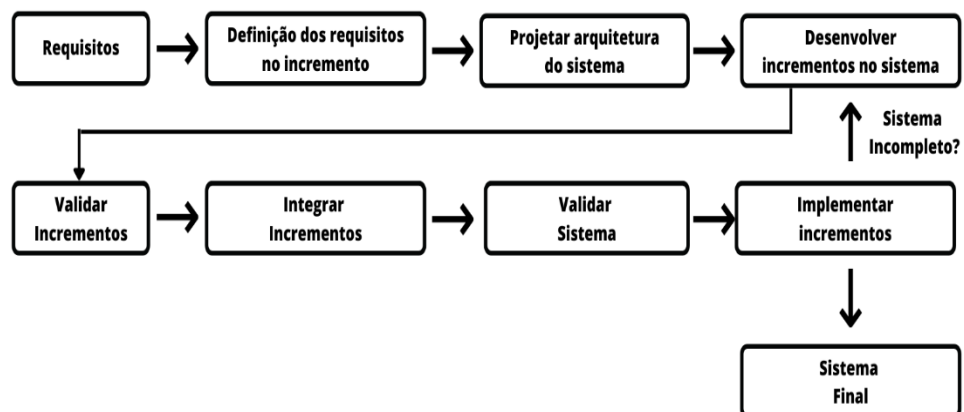 Requisitos
Definição dos requisitos
no incremento
Projetar arquitetura
do sistema
Desenvolver
incrementos no sistema
Sistema
Incompleto?
Validar
Incrementos
Integrar
Incrementos
Validar
Sistema
Implementar
incrementos
Sistema
Final